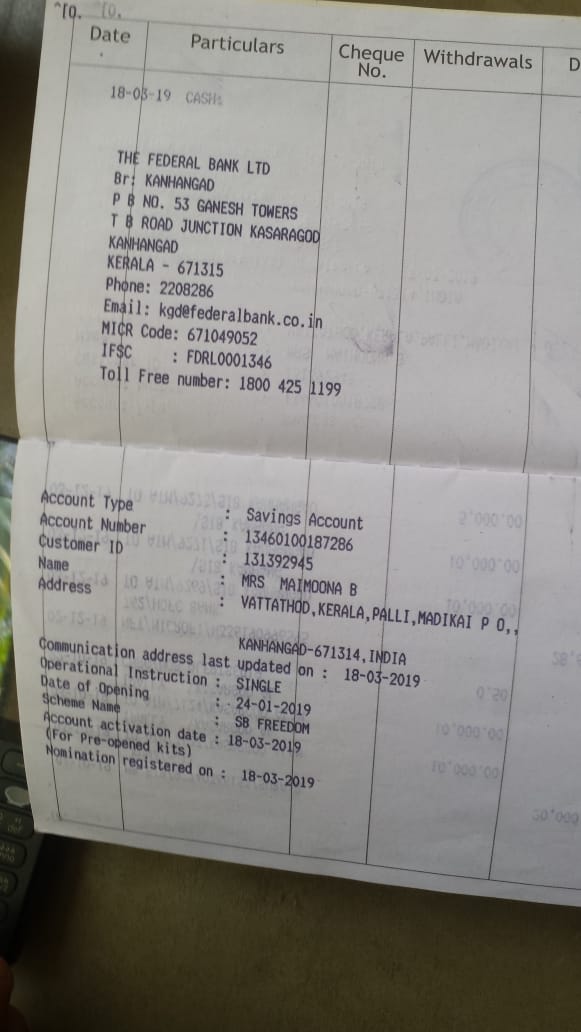 ^[0. ^[0.
Date Particulars Cheque No. Withdrawals D
18-03-19 CASH:
THE FEDERAL BANK LTD
Br: KANHANGAD
P B NO. 53 GANESH TOWERS
T B ROAD JUNCTION KASARAGOD
KANHANGAD
KERALA - 671315
Phone: 2208286
Email: kgd@federalbank.co.in
MICR Code: 671049052
IFSC : FDRL0001346
Toll Free number: 1800 425 1199
Account Type : Savings Account
Account Number : 13460100187286
Customer ID : 131392945
Name : MRS MAIMOONA B
Address : VATTATHOD,KERALA,PALLI,MADIKAI P O,,
KANHANGAD-671314,INDIA
Communication address last updated on : 18-03-2019
Operational Instruction : SINGLE
Date of Opening : 24-01-2019
Scheme Name : SB FREEDOM
Account activation date : 18-03-2019
(For Pre-opened kits)
Nomination registered on : 18-03-2019